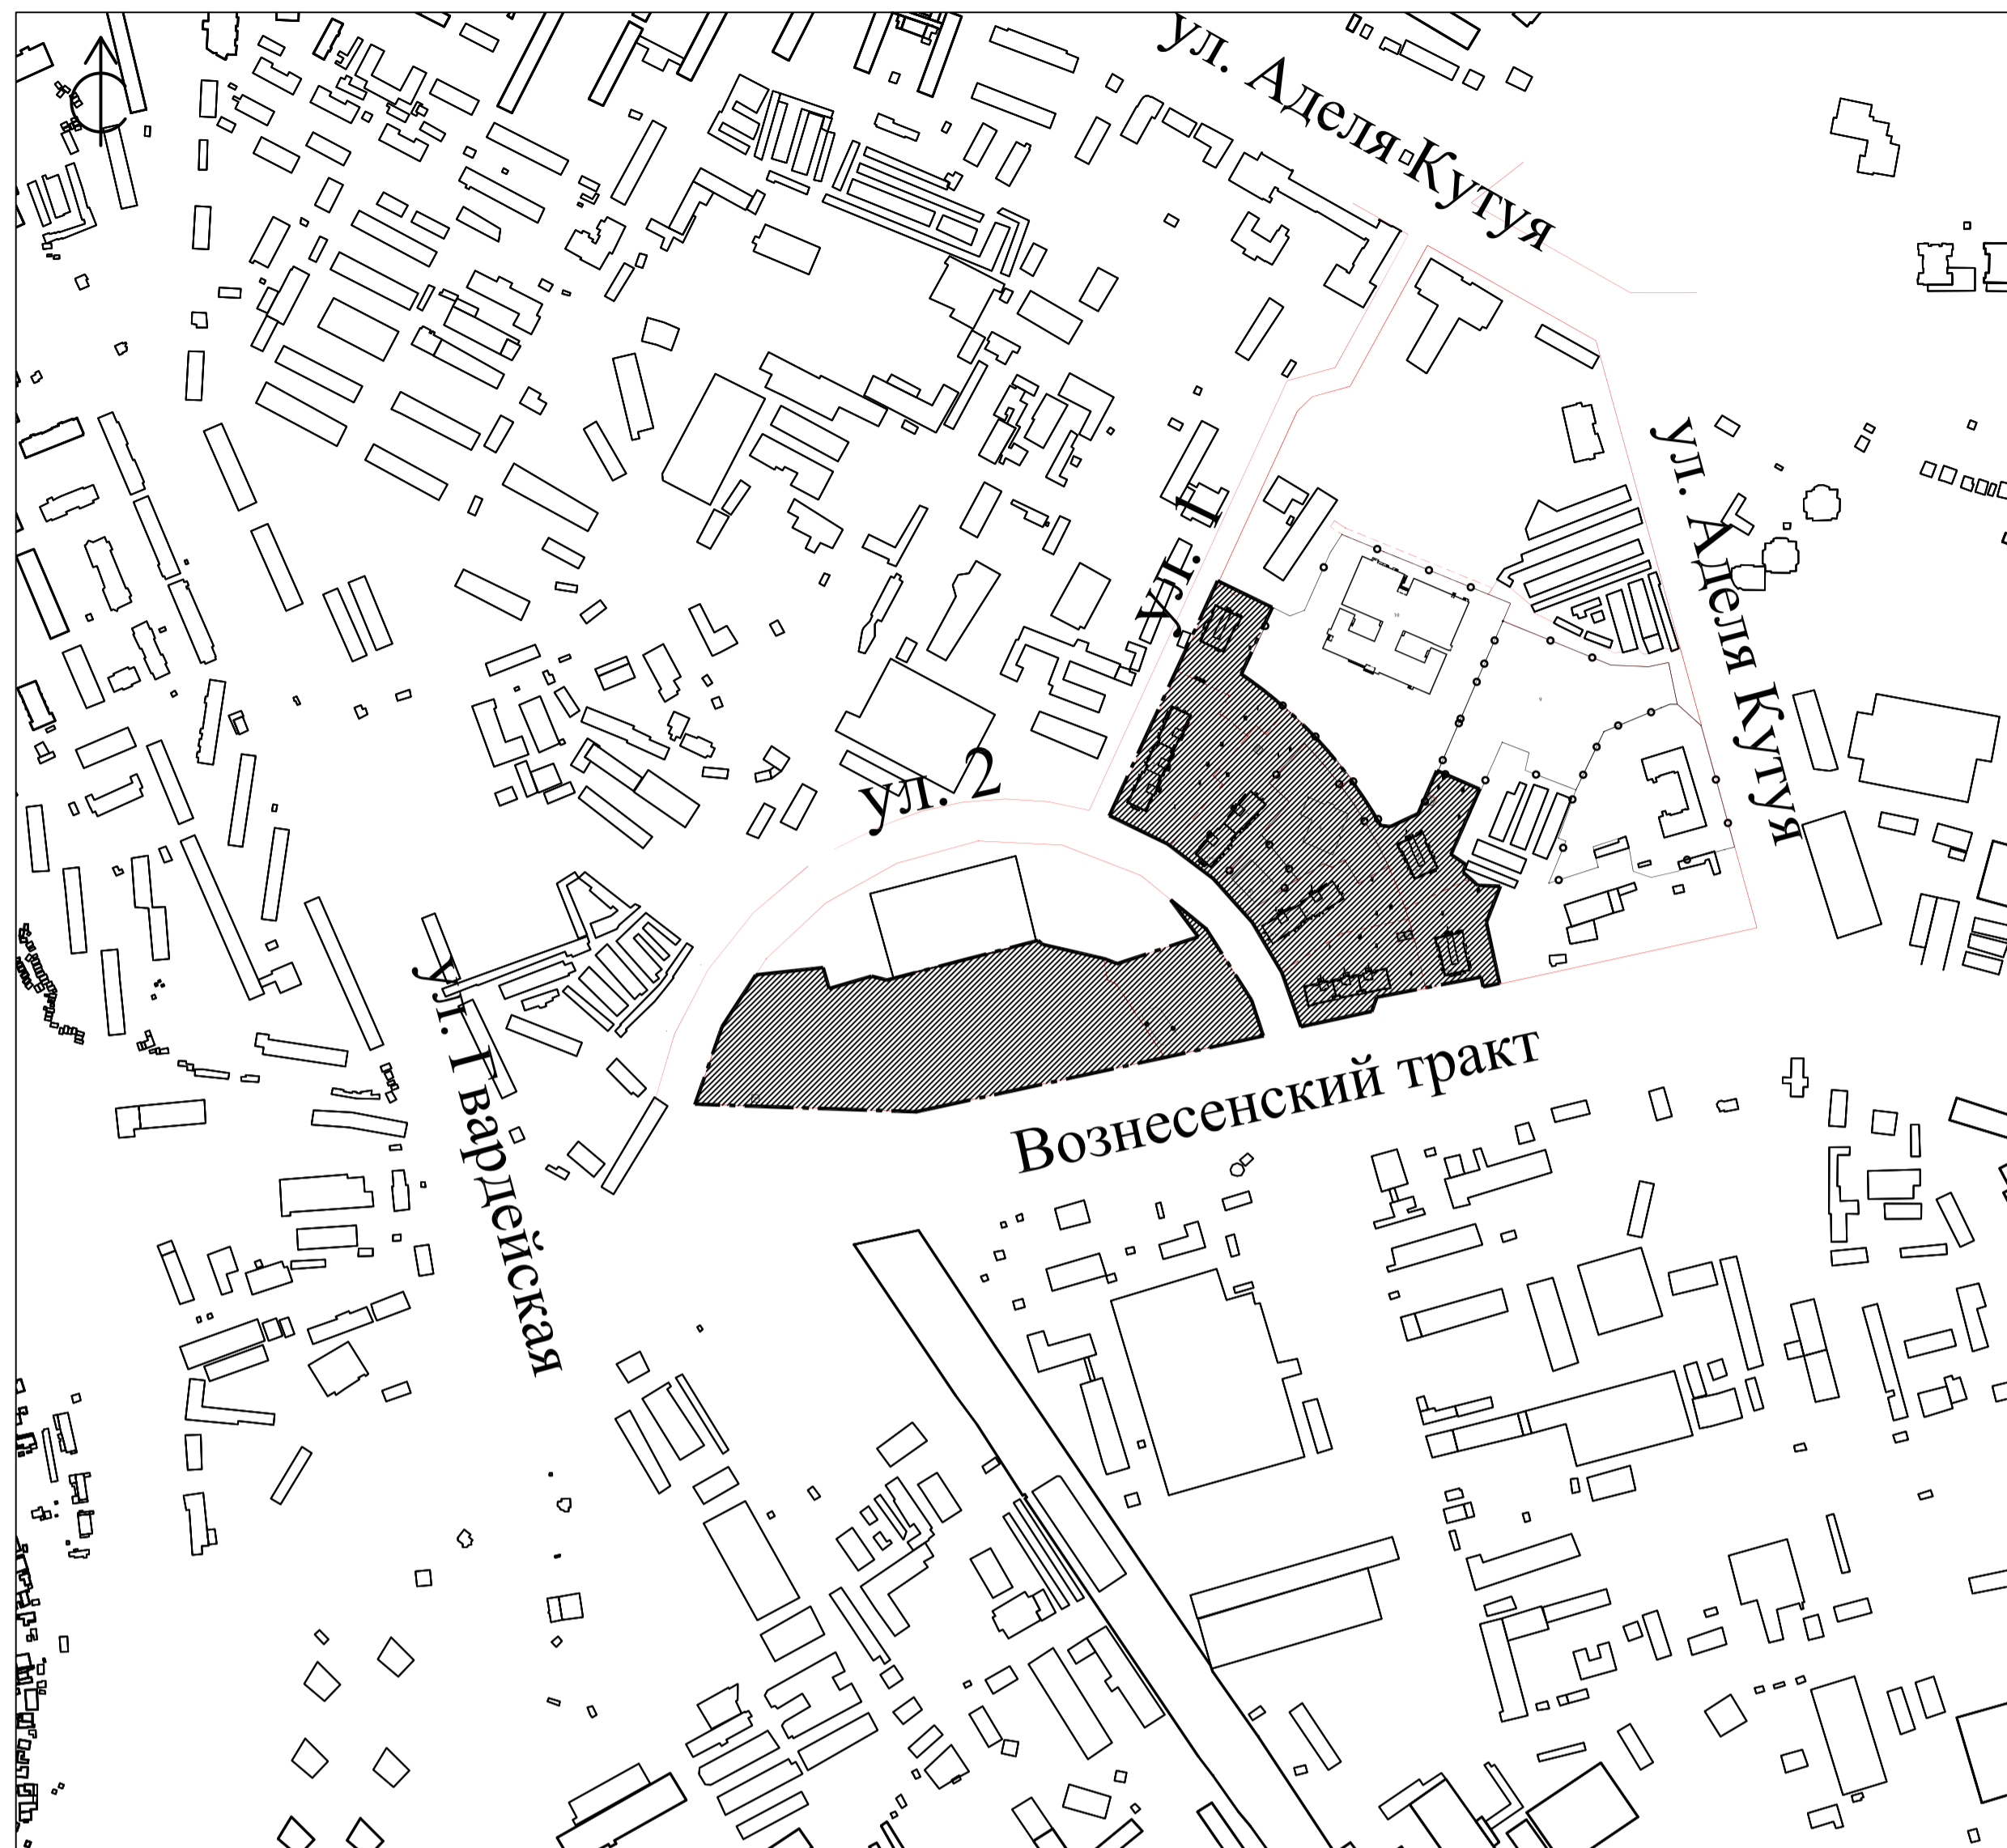 ул. Аделя Кутуя
ул. Аделя Кутуя
ул. 1
ул. 2
ул. Гвардейская
Вознесенский тракт